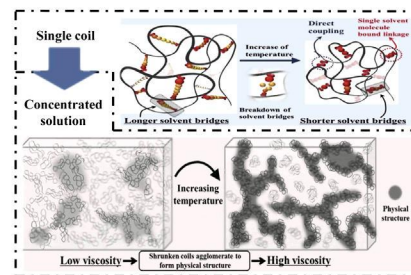 Single coil
Concentrated
solution
Longer solvent bridges
Increase of
temperature
Breakdown of
solvent bridges
Direct
coupling
Single solvent
molecule
bound linkage
Shorter solvent bridges
Increasing
temperature
Physical
structure
Low viscosity
Shrunken coils agglomerate to
form physical structure
High viscosity